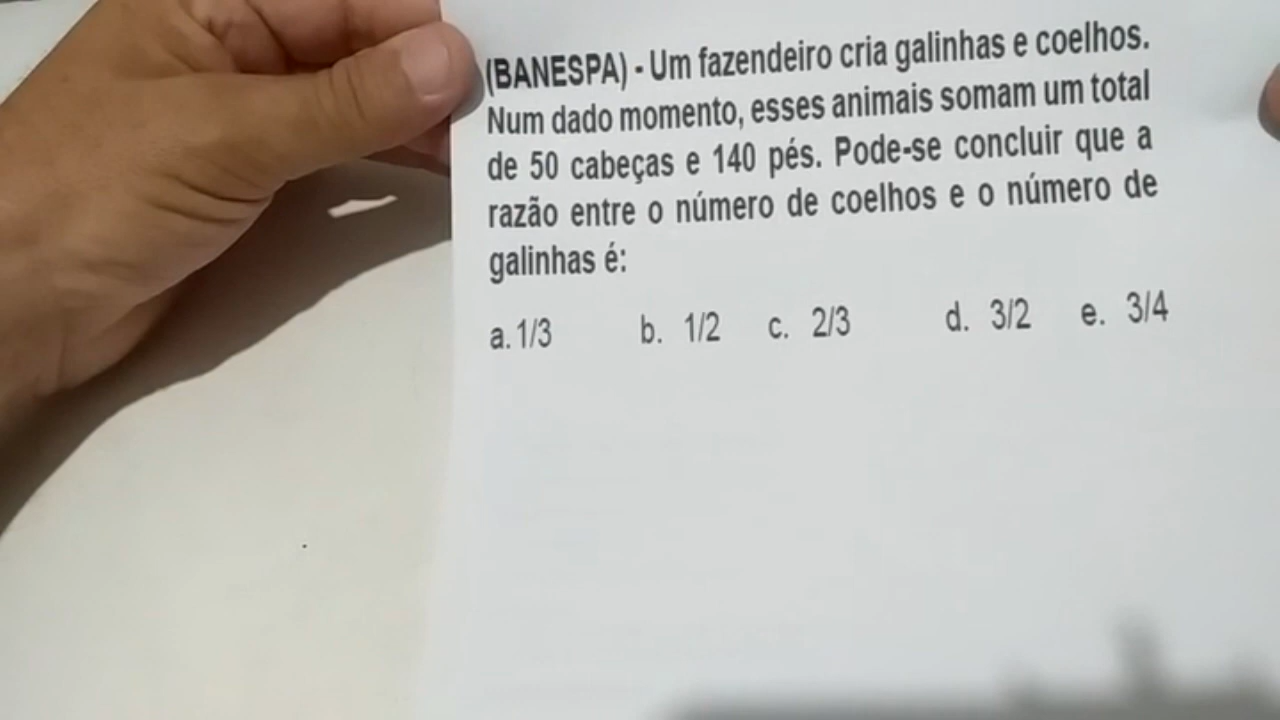 (BANESPA) - Um fazendeiro cria galinhas e coelhos.
Num dado momento, esses animais somam um total
de 50 cabeças e 140 pés. Pode-se concluir que a
razão entre o número de coelhos e o número de
galinhas é:
a. 1/3 b. 1/2 c. 2/3 d. 3/2 e. 3/4